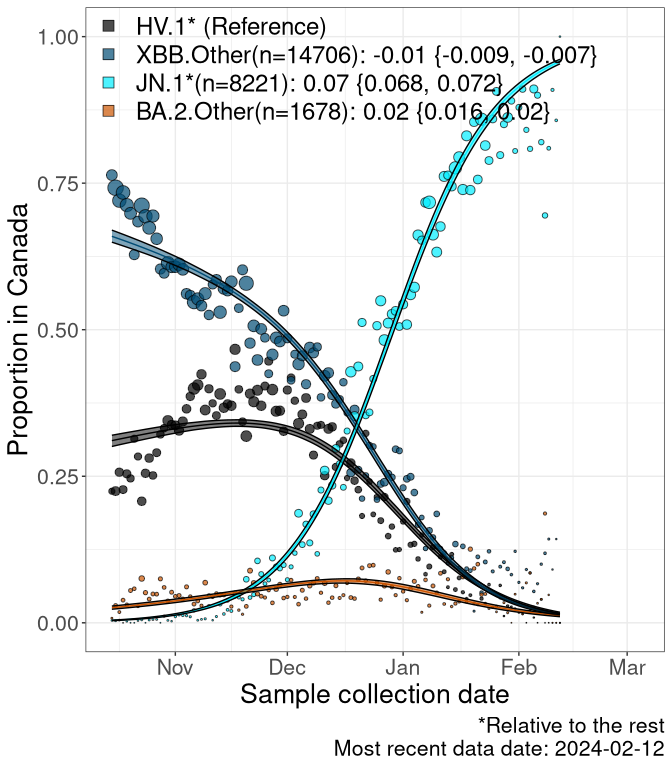 HV.1* (Reference)
XBB.Other(n=14706): -0.01 {-0.009, -0.007}
JN.1*(n=8221): 0.07 {0.068, 0.072}
BA.2.Other(n=1678): 0.02 {0.016, 0.02}
1.00
0.75
0.50
0.25
0.00
Proportion in Canada
Nov Dec Jan Feb Mar
Sample collection date
*Relative to the rest
Most recent data date: 2024-02-12